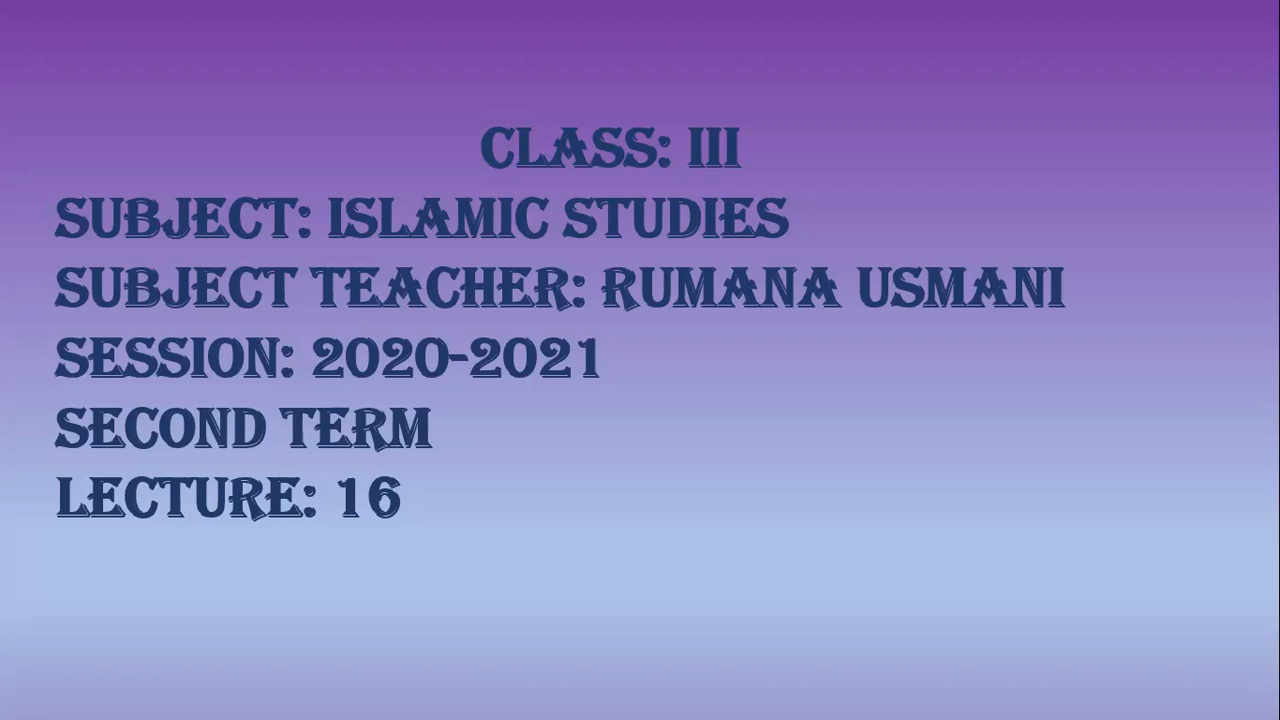 CLASS: III
SUBJECT: ISLAMIC STUDIES
SUBJECT TEACHER: RUMANA USMANI
SESSION: 2020-2021
SECOND TERM
LECTURE: 16